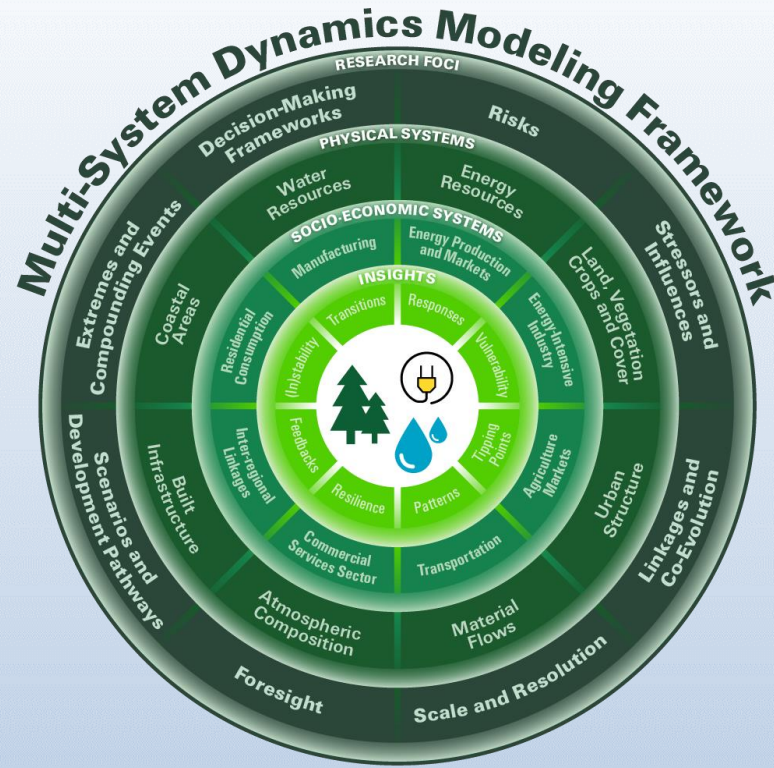 Multi-System Dynamics Modeling Framework
RESEARCH FOCI
Decision-Making
Frameworks
Risks
Stressors and
Influences
Linkages and
Co-Evolution
Scale and Resolution
Foresight
Scenarios and
Development Pathways
Extremes and
Compounding Events
PHYSICAL SYSTEMS
Water
Resources
Energy
Resources
Land, Vegetation
Crops and Cover
Urban
Structure
Material
Flows
Atmospheric
Composition
Built
Infrastructure
Coastal
Areas
SOCIO-ECONOMIC SYSTEMS
Manufacturing
Energy Production
and Markets
Energy-Intensive
Industry
Agriculture
Markets
Transportation
Commercial
Services Sector
Inter-regional
Linkages
Residential
Consumption
INSIGHTS
Transitions
Responses
Vulnerability
Tipping
Points
Patterns
Resilience
Feedbacks
(In)stability